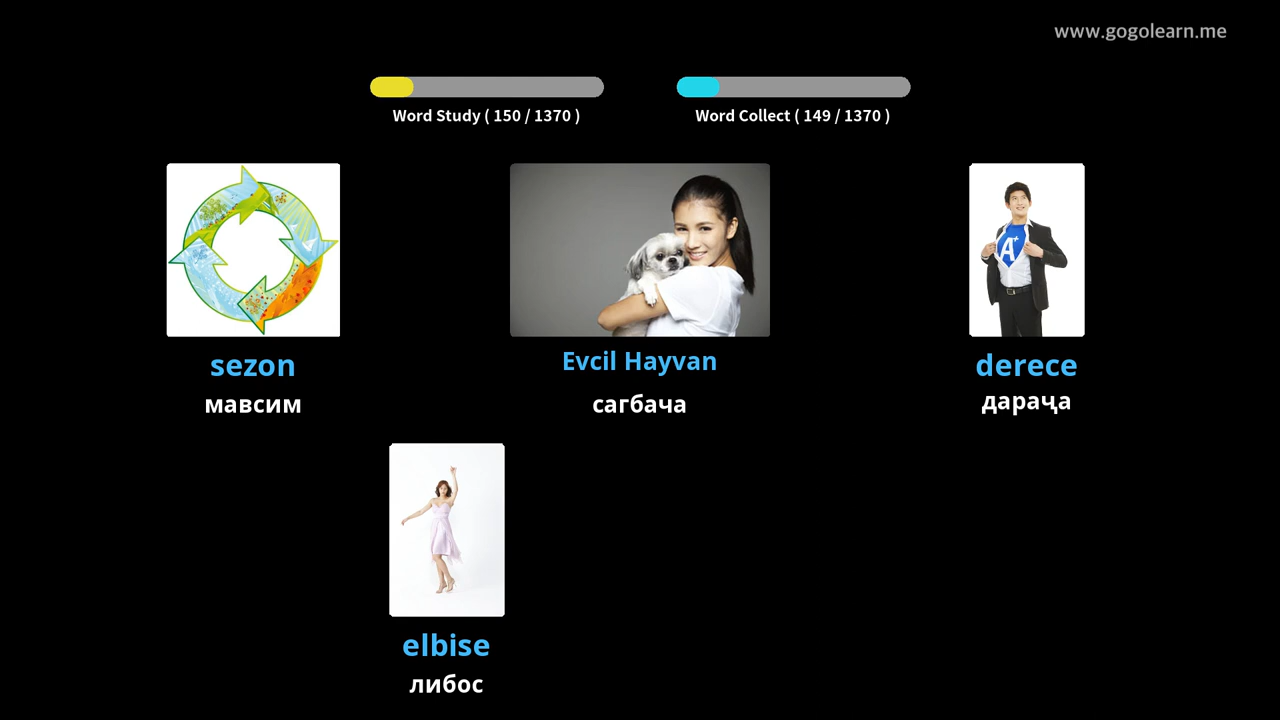 www.gogolearn.me
Word Study ( 150 / 1370 )
Word Collect ( 149 / 1370 )
A+
sezon
мавсим
Evcil Hayvan
сагбача
derece
дараҷа
elbise
либос